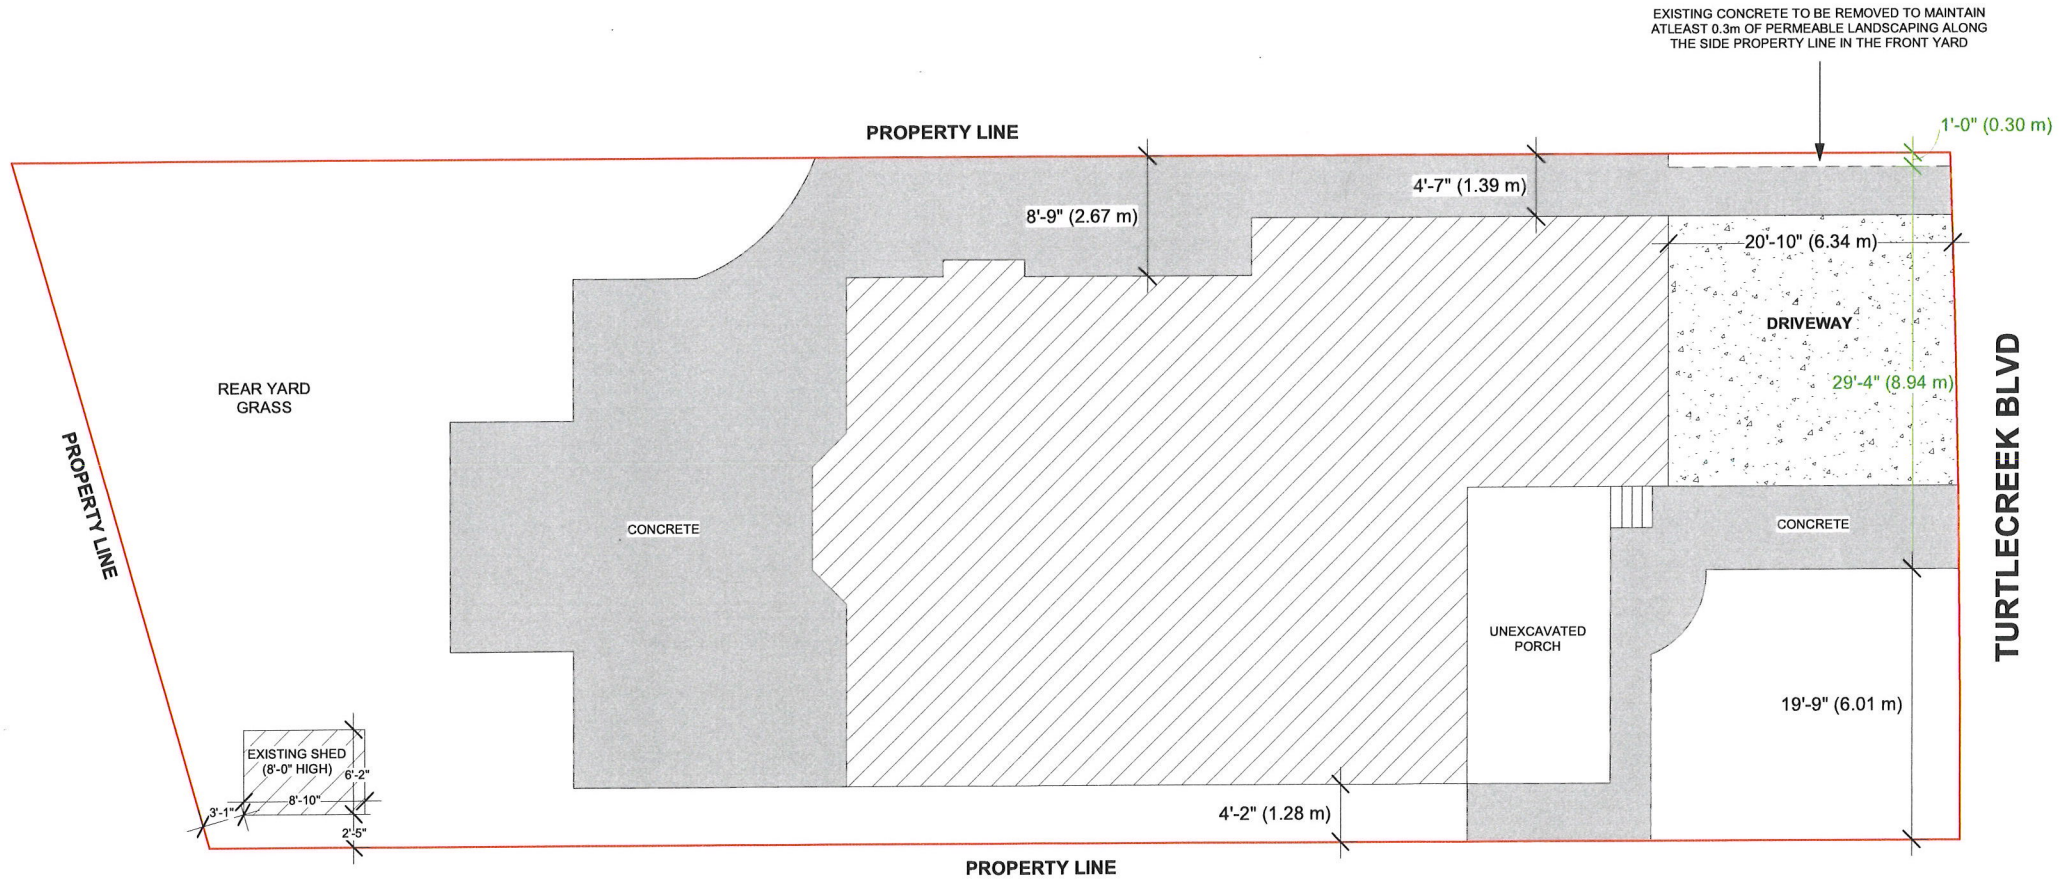 EXISTING CONCRETE TO BE REMOVED TO MAINTAIN
ATLEAST 0.3m OF PERMEABLE LANDSCAPING ALONG
THE SIDE PROPERTY LINE IN THE FRONT YARD
1'-0" (0.30 m)
PROPERTY LINE
4'-7" (1.39 m)
8'-9" (2.67 m)
20'-10" (6.34 m)
DRIVEWAY
29'-4" (8.94 m)
TURTLECREEK BLVD
REAR YARD
GRASS
PROPERTY LINE
CONCRETE
CONCRETE
UNEXCAVATED
PORCH
19'-9" (6.01 m)
EXISTING SHED
(8'-0" HIGH)
6'-2"
8'-10"
3'-1"
2'-5"
4'-2" (1.28 m)
PROPERTY LINE